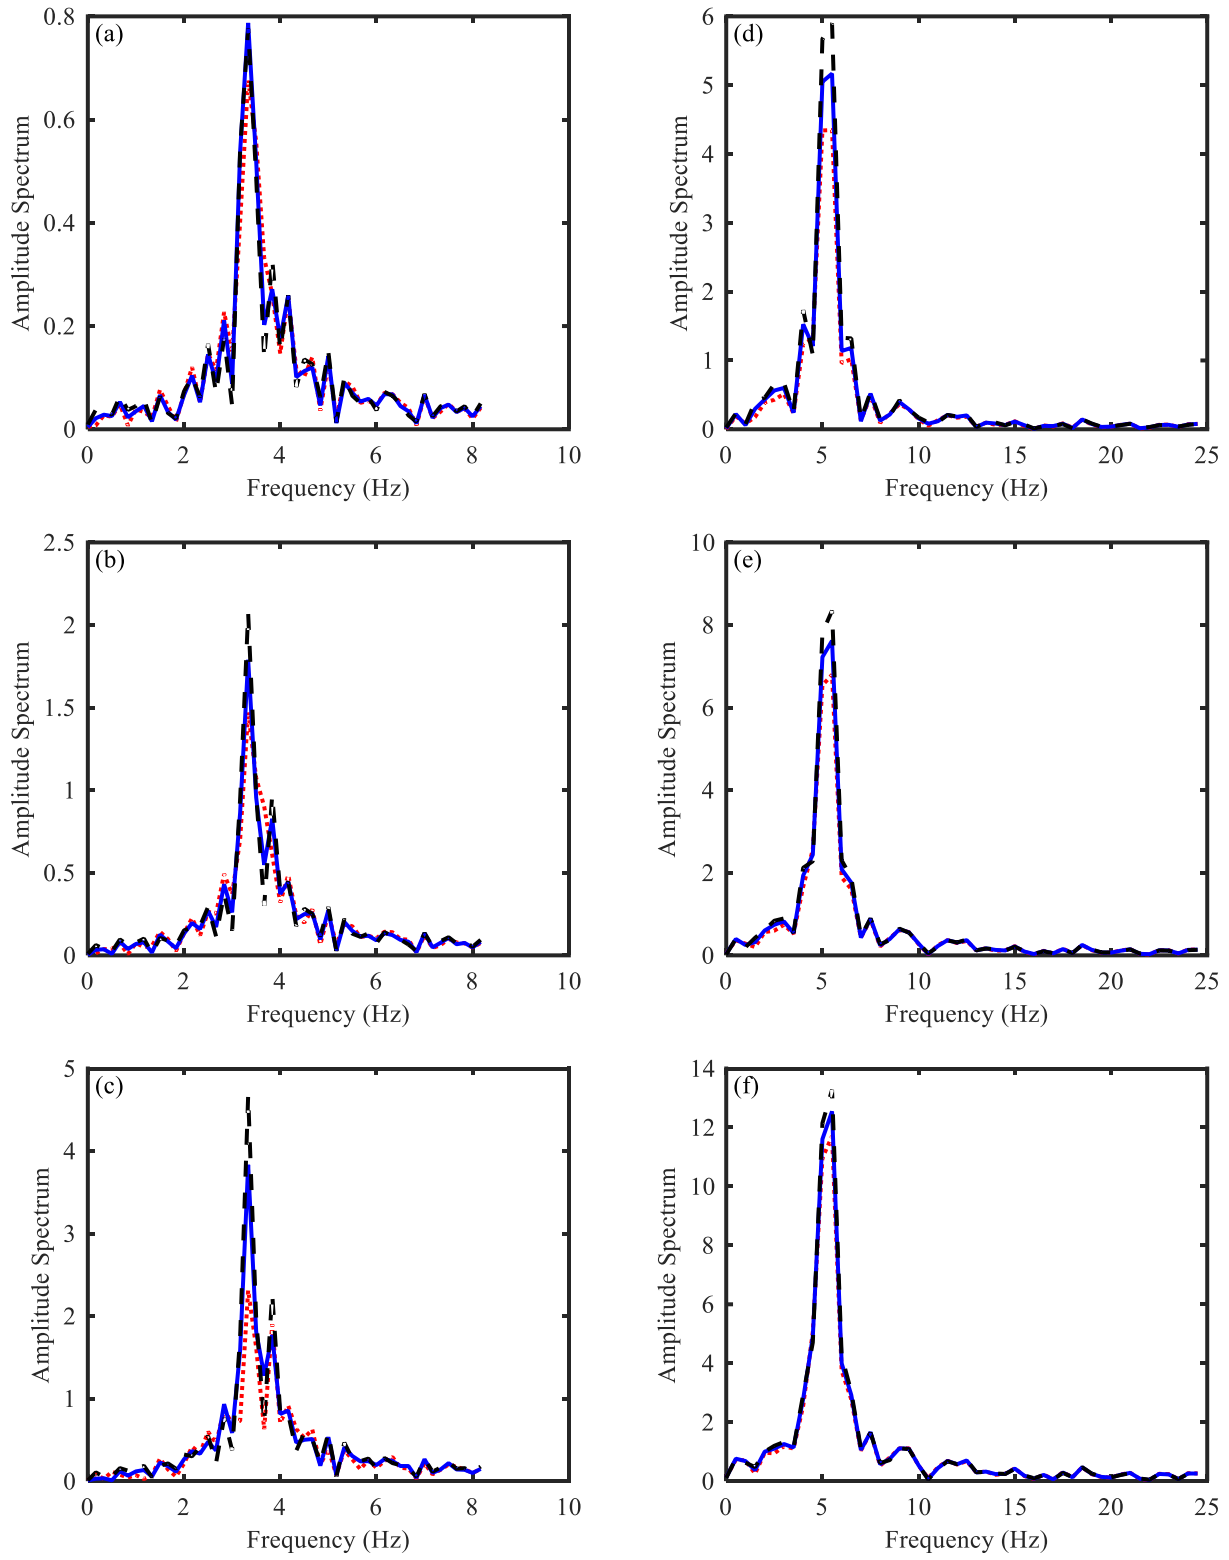 (a)
0.8
0.6
0.4
0.2
0
Amplitude Spectrum
0 2 4 6 8 10
Frequency (Hz)
(d)
6
5
4
3
2
1
0
Amplitude Spectrum
0 5 10 15 20 25
Frequency (Hz)
(b)
2.5
2
1.5
1
0.5
0
Amplitude Spectrum
0 2 4 6 8 10
Frequency (Hz)
(e)
10
8
6
4
2
0
Amplitude Spectrum
0 5 10 15 20 25
Frequency (Hz)
(c)
5
4
3
2
1
0
Amplitude Spectrum
0 2 4 6 8 10
Frequency (Hz)
(f)
14
12
10
8
6
4
2
0
Amplitude Spectrum
0 5 10 15 20 25
Frequency (Hz)